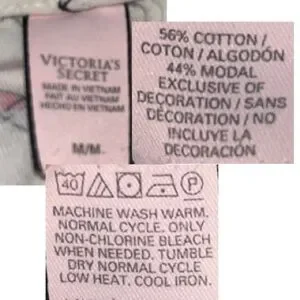 VICTORIA'S
SECRET
MADE IN VIETNAM
FAIT AU VIETNAM
HECHO EN VIETNAM
M/M
56% COTTON /
COTON / ALGODÓN
44% MODAL
EXCLUSIVE OF
DECORATION / SANS
DÉCORATION / NO
INCLUYE LA
DECORACIÓN
40 P
MACHINE WASH WARM.
NORMAL CYCLE. ONLY
NON-CHLORINE BLEACH
WHEN NEEDED. TUMBLE
DRY NORMAL CYCLE
LOW HEAT. COOL IRON.